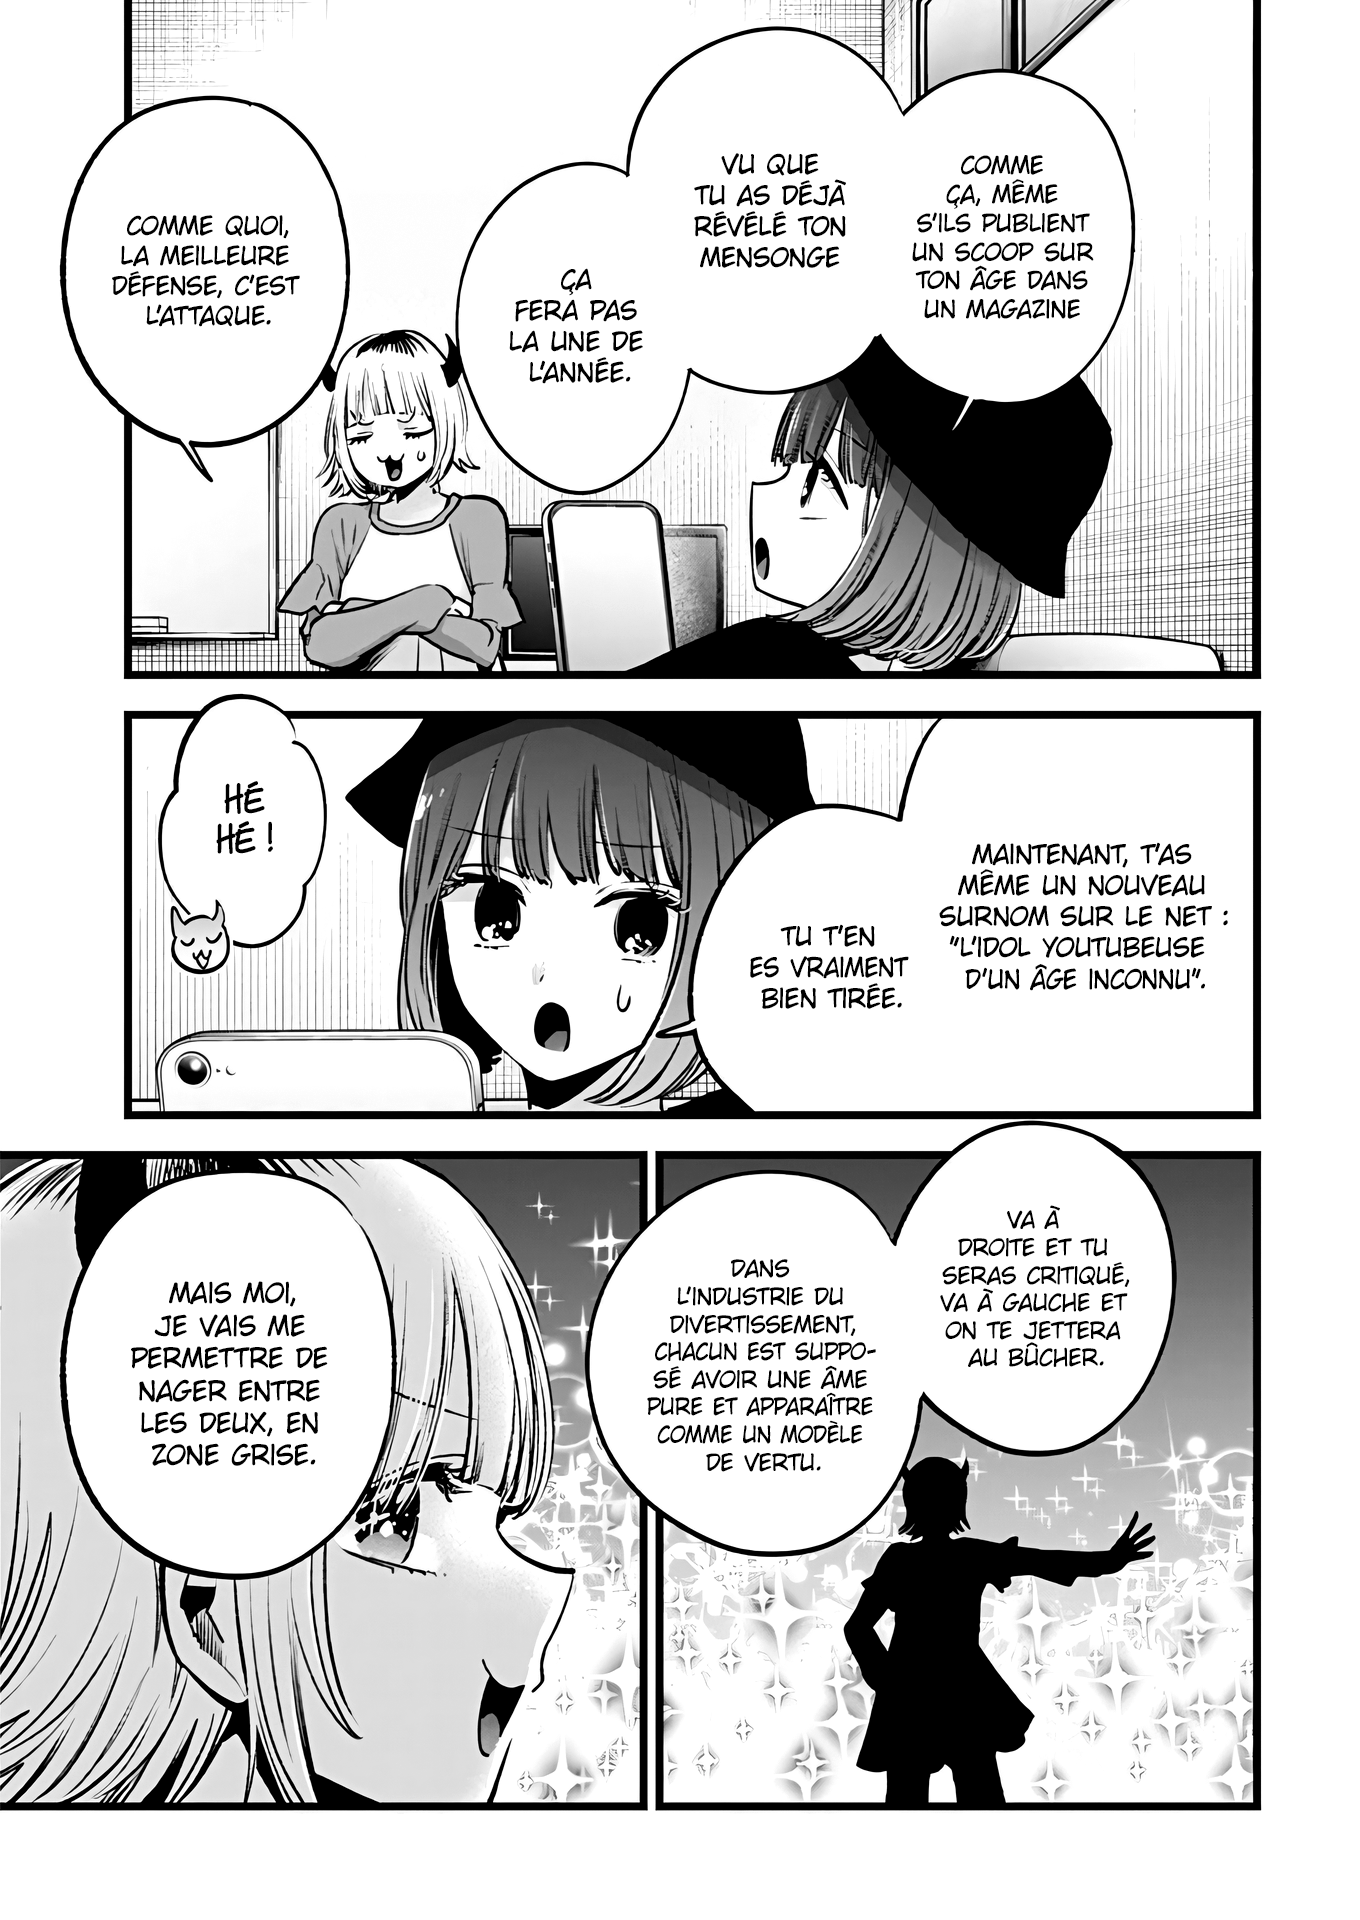 COMME
ÇA, MÊME
S'ILS PUBLIENT
UN SCOOP SUR
TON ÂGE DANS
UN MAGAZINE
VU QUE
TU AS DÉJÀ
RÉVÉLÉ TON
MENSONGE
ÇA
FERA PAS
LA UNE DE
L'ANNÉE.
COMME QUOI,
LA MEILLEURE
DÉFENSE, C'EST
L'ATTAQUE.
MAINTENANT, T'AS
MÊME UN NOUVEAU
SURNOM SUR LE NET :
"L'IDOL YOUTUBEUSE
D'UN ÂGE INCONNU".
TU T'EN
ES VRAIMENT
BIEN TIRÉE.
HÉ
HÉ !
VA À
DROITE ET TU
SERAS CRITIQUÉ,
VA À GAUCHE ET
ON TE JETTERA
AU BÛCHER.
DANS
L'INDUSTRIE DU
DIVERTISSEMENT,
CHACUN EST SUPPO-
SÉ AVOIR UNE ÂME
PURE ET APPARAÎTRE
COMME UN MODÈLE
DE VERTU.
MAIS MOI,
JE VAIS ME
PERMETTRE DE
NAGER ENTRE
LES DEUX, EN
ZONE GRISE.